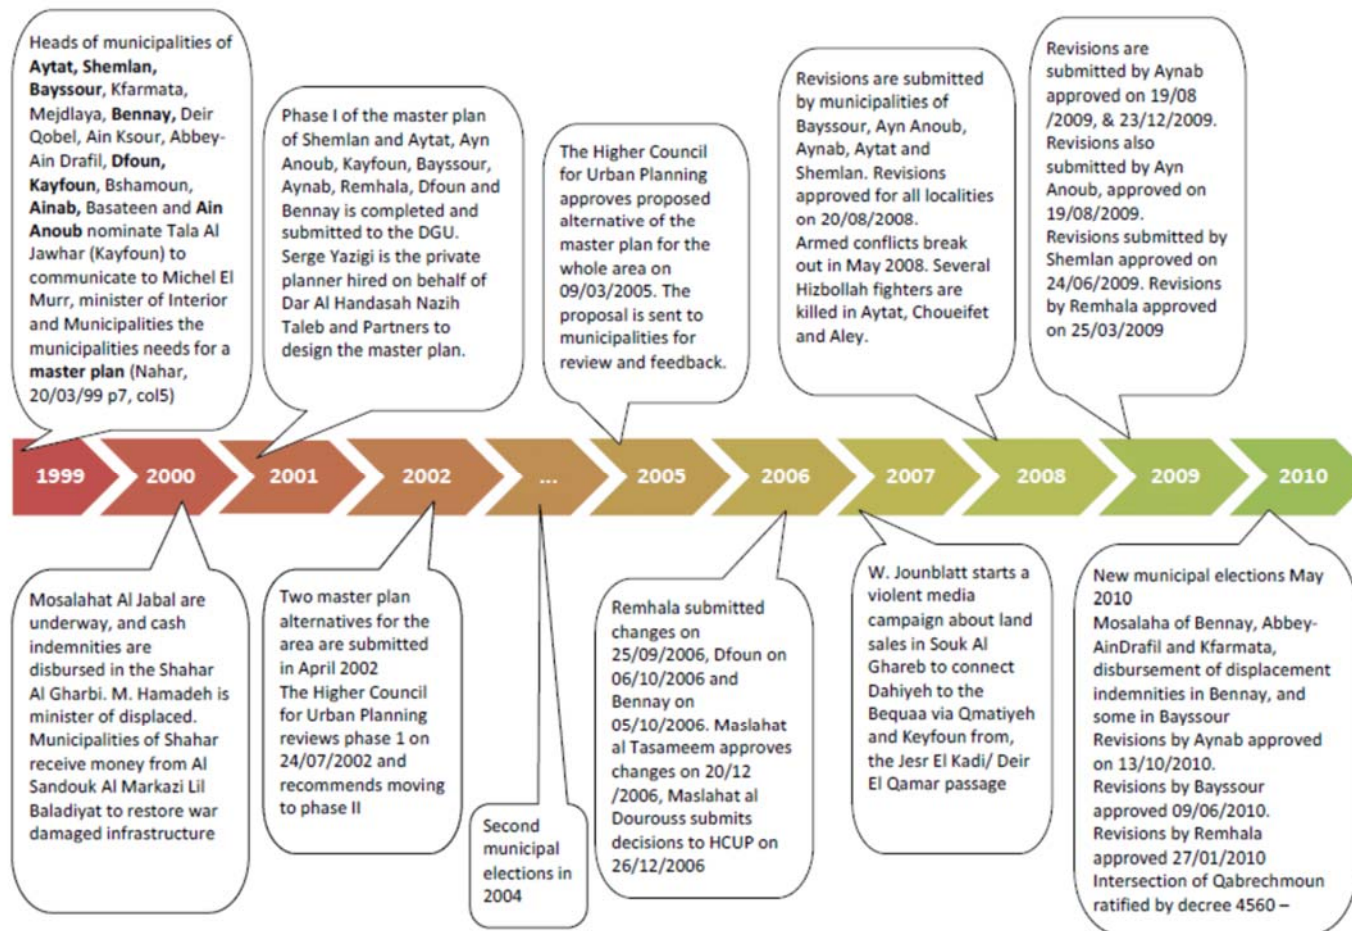 Heads of municipalities of
Aytat, Shemlan,
Bayssour, Kfarmata,
Mejdlaya, Bennay, Deir
Qobel, Ain Ksour, Abbey-
Ain Drafil, Dfoun,
Kayfoun, Bshamoun,
Ainab, Basateen and Ain
Anoub nominate Tala Al
Jawhar (Kayfoun) to
communicate to Michel El
Murr, minister of Interior
and Municipalities the
municipalities needs for a
master plan (Nahar,
20/03/99 p7, col5)
Phase I of the master plan
of Shemlan and Aytat, Ayn
Anoub, Kayfoun, Bayssour,
Aynab, Remhala, Dfoun and
Bennay is completed and
submitted to the DGU.
Serge Yazigi is the private
planner hired on behalf of
Dar Al Handasah Nazih
Taleb and Partners to
design the master plan.
The Higher Council
for Urban Planning
approves proposed
alternative of the
master plan for the
whole area on
09/03/2005. The
proposal is sent to
municipalities for
review and feedback.
Revisions are submitted
by municipalities of
Bayssour, Ayn Anoub,
Aynab, Aytat and
Shemlan. Revisions
approved for all localities
on 20/08/2008.
Armed conflicts break
out in May 2008. Several
Hizbollah fighters are
killed in Aytat, Choueifet
and Aley.
Revisions are
submitted by Aynab
approved on 19/08
/2009, & 23/12/2009.
Revisions also
submitted by Ayn
Anoub, approved on
19/08/2009.
Revisions submitted by
Shemlan approved on
24/06/2009. Revisions
by Remhala approved
on 25/03/2009
1999 2000 2001 2002 ... 2005 2006 2007 2008 2009 2010
Mosalahat Al Jabal are
underway, and cash
indemnities are
disbursed in the Shahar
Al Gharbi. M. Hamadeh is
minister of displaced.
Municipalities of Shahar
receive money from Al
Sandouk Al Markazi Lil
Baladiyat to restore war
damaged infrastructure
Two master plan
alternatives for the
area are submitted
in April 2002
The Higher Council
for Urban Planning
reviews phase 1 on
24/07/2002 and
recommends moving
to phase II
Second
municipal
elections in
2004
Remhala submitted
changes on
25/09/2006, Dfoun on
06/10/2006 and
Bennay on
05/10/2006. Maslahat
al Tasameem approves
changes on 20/12
/2006, Maslahat al
Dourouss submits
decisions to HCUP on
26/12/2006
W. Jounblatt starts a
violent media
campaign about land
sales in Souk Al
Ghareb to connect
Dahiyeh to the
Bequaa via Qmatiyeh
and Keyfoun from,
the Jesr El Kadi/ Deir
El Qamar passage
New municipal elections May
2010
Mosalaha of Bennay, Abbey-
AinDrafil and Kfarmata,
disbursement of displacement
indemnities in Bennay, and
some in Bayssour
Revisions by Aynab approved
on 13/10/2010.
Revisions by Bayssour
approved 09/06/2010.
Revisions by Remhala
approved 27/01/2010
Intersection of Qabrechmoun
ratified by decree 4560 –